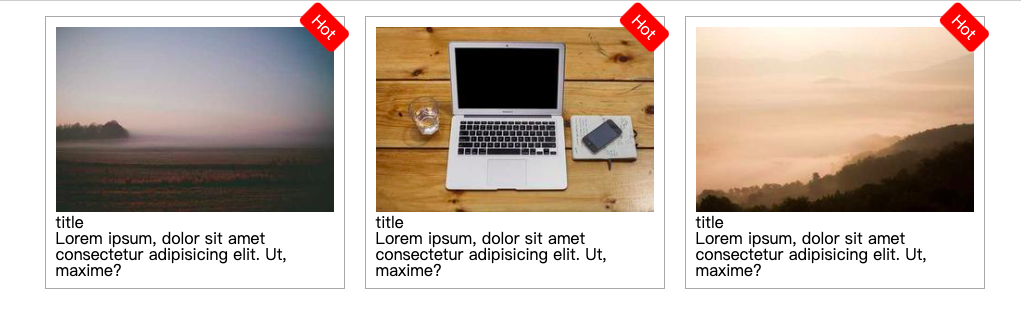 Hot
title
Lorem ipsum, dolor sit amet
consectetur adipisicing elit. Ut,
maxime?
Hot
title
Lorem ipsum, dolor sit amet
consectetur adipisicing elit. Ut,
maxime?
Hot
title
Lorem ipsum, dolor sit amet
consectetur adipisicing elit. Ut,
maxime?